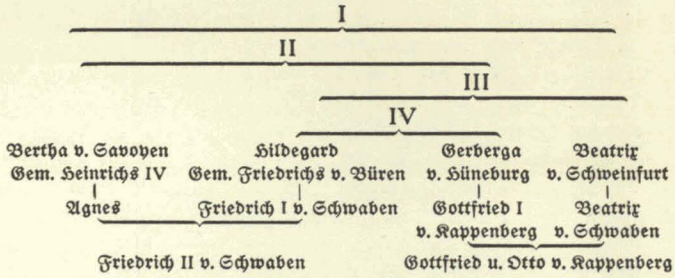 I
II
III
IV
Bertha v. Savoyen Hildegard Gerberga Beatrix
Gem. Heinrichs IV Gem. Friedrichs v. Büren v. Hüneburg v. Schweinfurt
Agnes Friedrich I v. Schwaben Gottfried I Beatrix
v. Kappenberg v. Schwaben
Friedrich II v. Schwaben Gottfried u. Otto v. Kappenberg